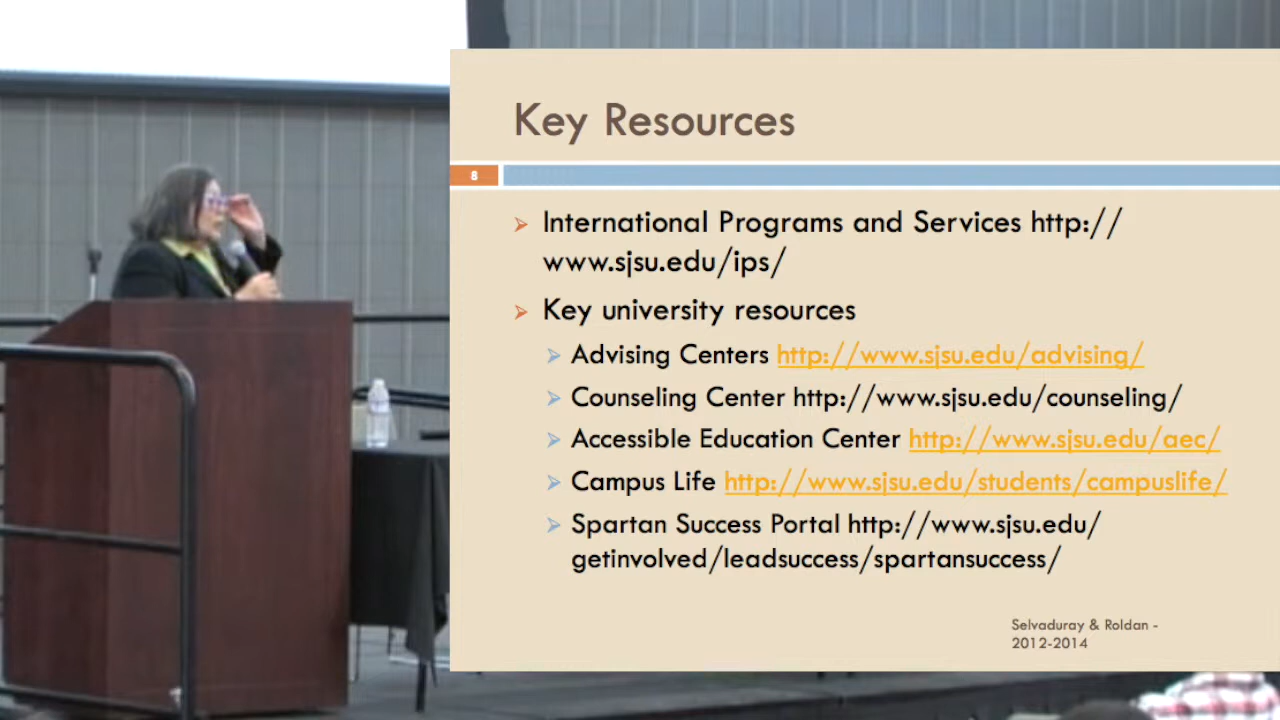 Key Resources
8
International Programs and Services http://
www.sjsu.edu/ips/
Key university resources
Advising Centers http://www.sjsu.edu/advising/
Counseling Center http://www.sjsu.edu/counseling/
Accessible Education Center http://www.sjsu.edu/aec/
Campus Life http://www.sjsu.edu/students/campuslife/
Spartan Success Portal http://www.sjsu.edu/
getinvolved/leadsuccess/spartansuccess/
Selvaduray & Roldan -
2012-2014